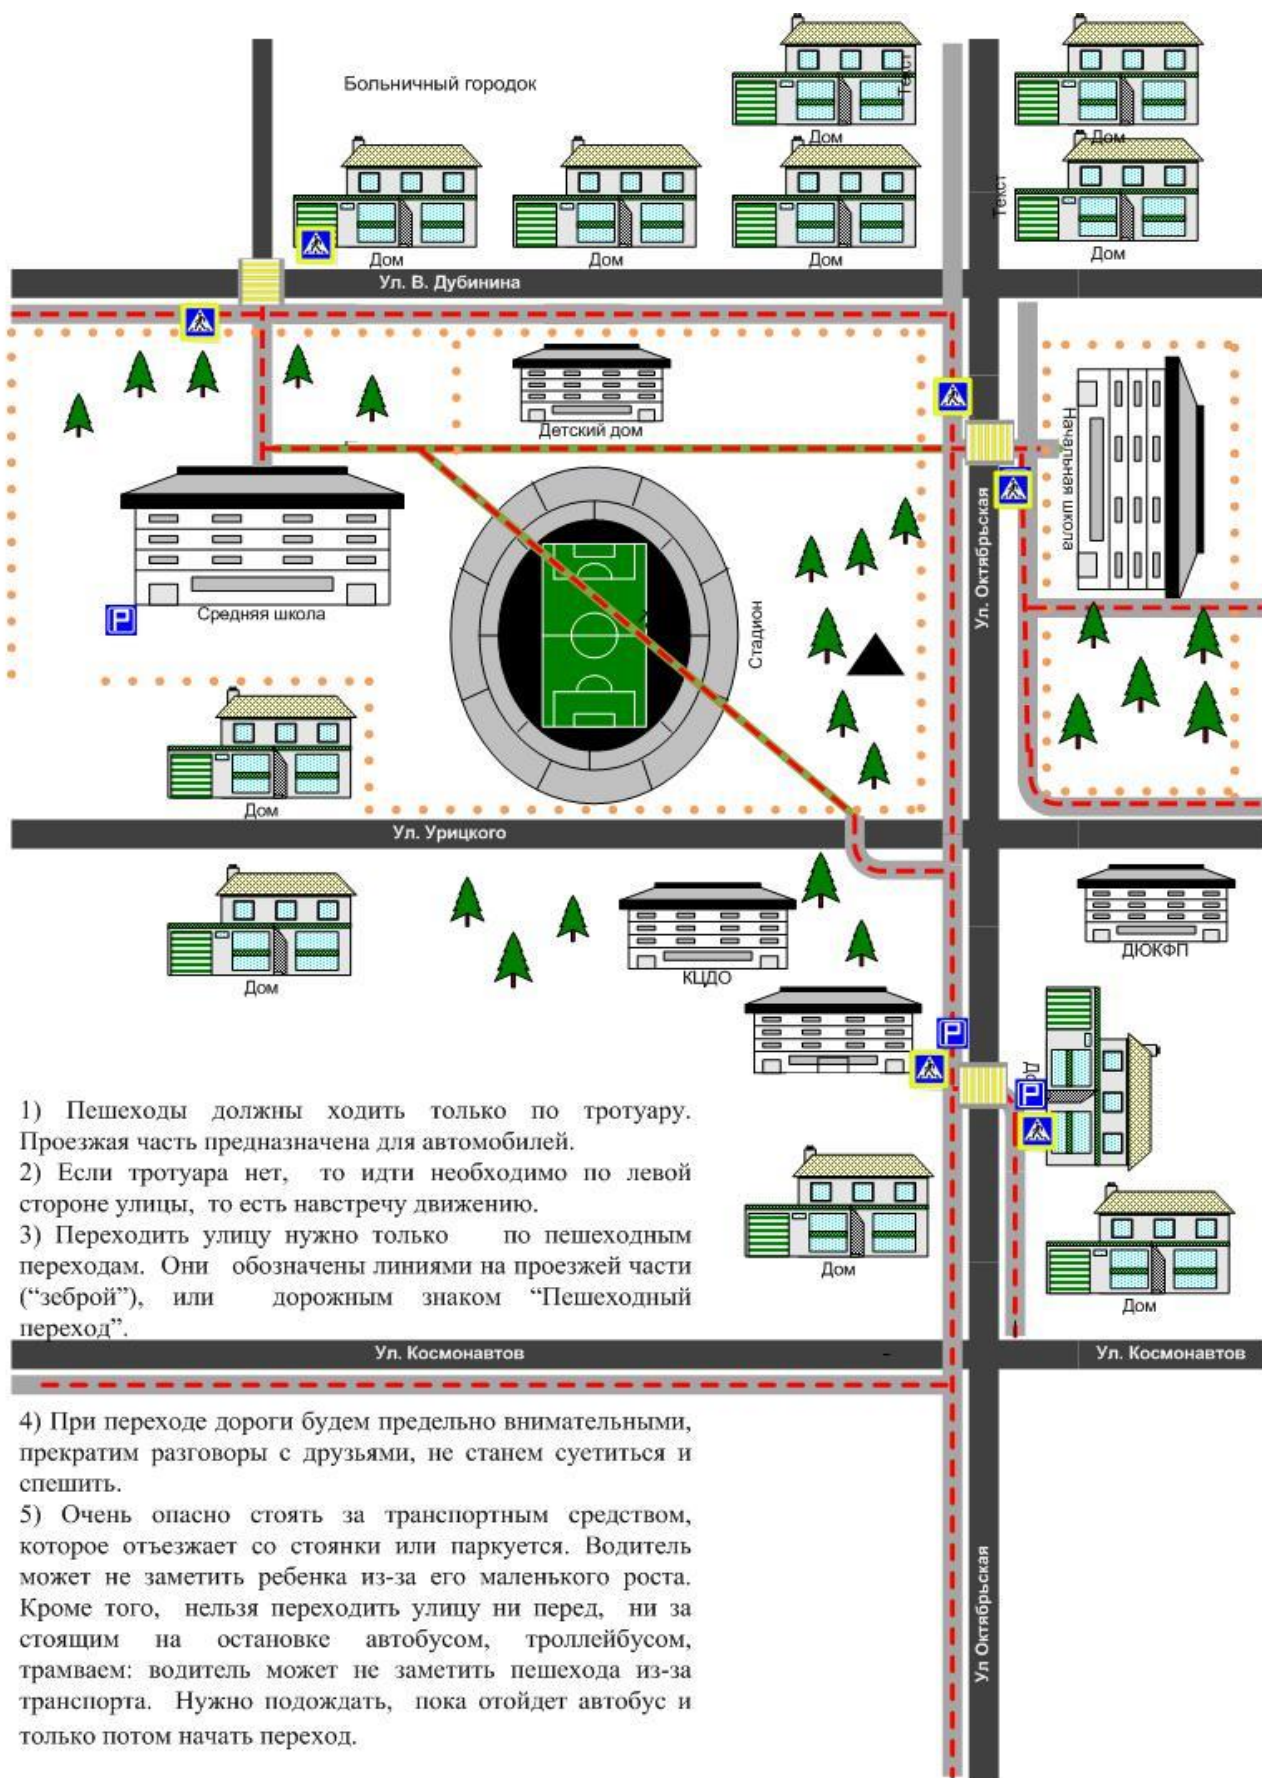 Текст
Больничный городок
Дом
Дом
Текст
Дом
Дом
Дом
Дом
Ул. В. Дубинина
Детский дом
Начальная школа
Ул. Октябрьская
Средняя школа
P
Стадион
Дом
Ул. Урицкого
ДЮКФП
КЦДО
Дом
P
До
P
1) Пешеходы должны ходить только по тротуару.
Проезжая часть предназначена для автомобилей.
2) Если тротуара нет, то идти необходимо по левой
стороне улицы, то есть навстречу движению.
3) Переходить улицу нужно только по пешеходным
переходам. Они обозначены линиями на проезжей части
(“зеброй”), или дорожным знаком “Пешеходный
переход”.
Дом
Дом
Ул. Космонавтов
Ул. Космонавтов
4) При переходе дороги будем предельно внимательными,
прекратим разговоры с друзьями, не станем суетиться и
спешить.
5) Очень опасно стоять за транспортным средством,
которое отъезжает со стоянки или паркуется. Водитель
может не заметить ребенка из-за его маленького роста.
Кроме того, нельзя переходить улицу ни перед, ни за
стоящим на остановке автобусом, троллейбусом,
трамваем: водитель может не заметить пешехода из-за
транспорта. Нужно подождать, пока отойдет автобус и
только потом начать переход.
Ул Октябрьская